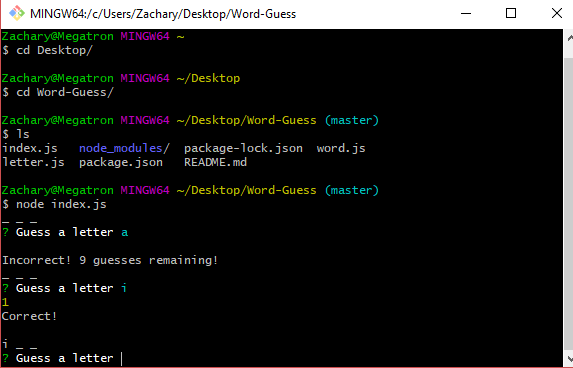 MINGW64:/c/Users/Zachary/Desktop/Word-Guess
Zachary@Megatron MINGW64 ~
$ cd Desktop/
Zachary@Megatron MINGW64 ~/Desktop
$ cd Word-Guess/
Zachary@Megatron MINGW64 ~/Desktop/Word-Guess (master)
$ ls
index.js node_modules/ package-lock.json word.js
letter.js package.json README.md
Zachary@Megatron MINGW64 ~/Desktop/Word-Guess (master)
$ node index.js
_ _ _
? Guess a letter a
Incorrect! 9 guesses remaining!
_ _ _
? Guess a letter i
1
Correct!
i _ _
? Guess a letter